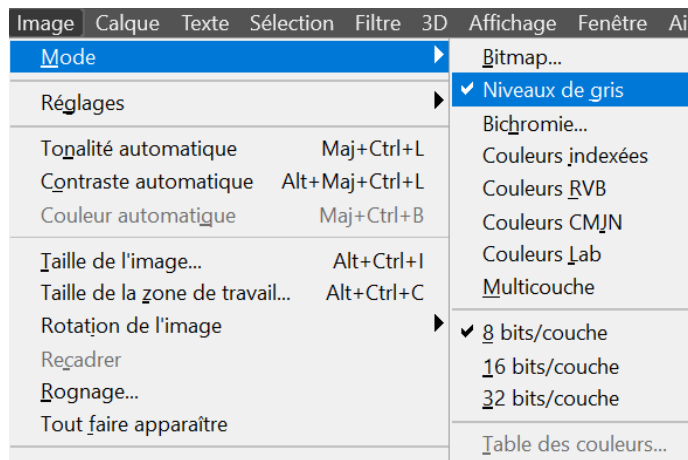 Image Calque Texte Sélection Filtre 3D Affichage Fenêtre Ai
Mode
Réglages
Tonalité automatique Maj+Ctrl+L
Contraste automatique Alt+Maj+Ctrl+L
Couleur automatique Maj+Ctrl+B
Taille de l'image... Alt+Ctrl+I
Taille de la zone de travail... Alt+Ctrl+C
Rotation de l'image
Recadrer
Rognage...
Tout faire apparaître
Bitmap...
Niveaux de gris
Bichromie...
Couleurs indexées
Couleurs RVB
Couleurs CMJN
Couleurs Lab
Multicouche
8 bits/couche
16 bits/couche
32 bits/couche
Table des couleurs...